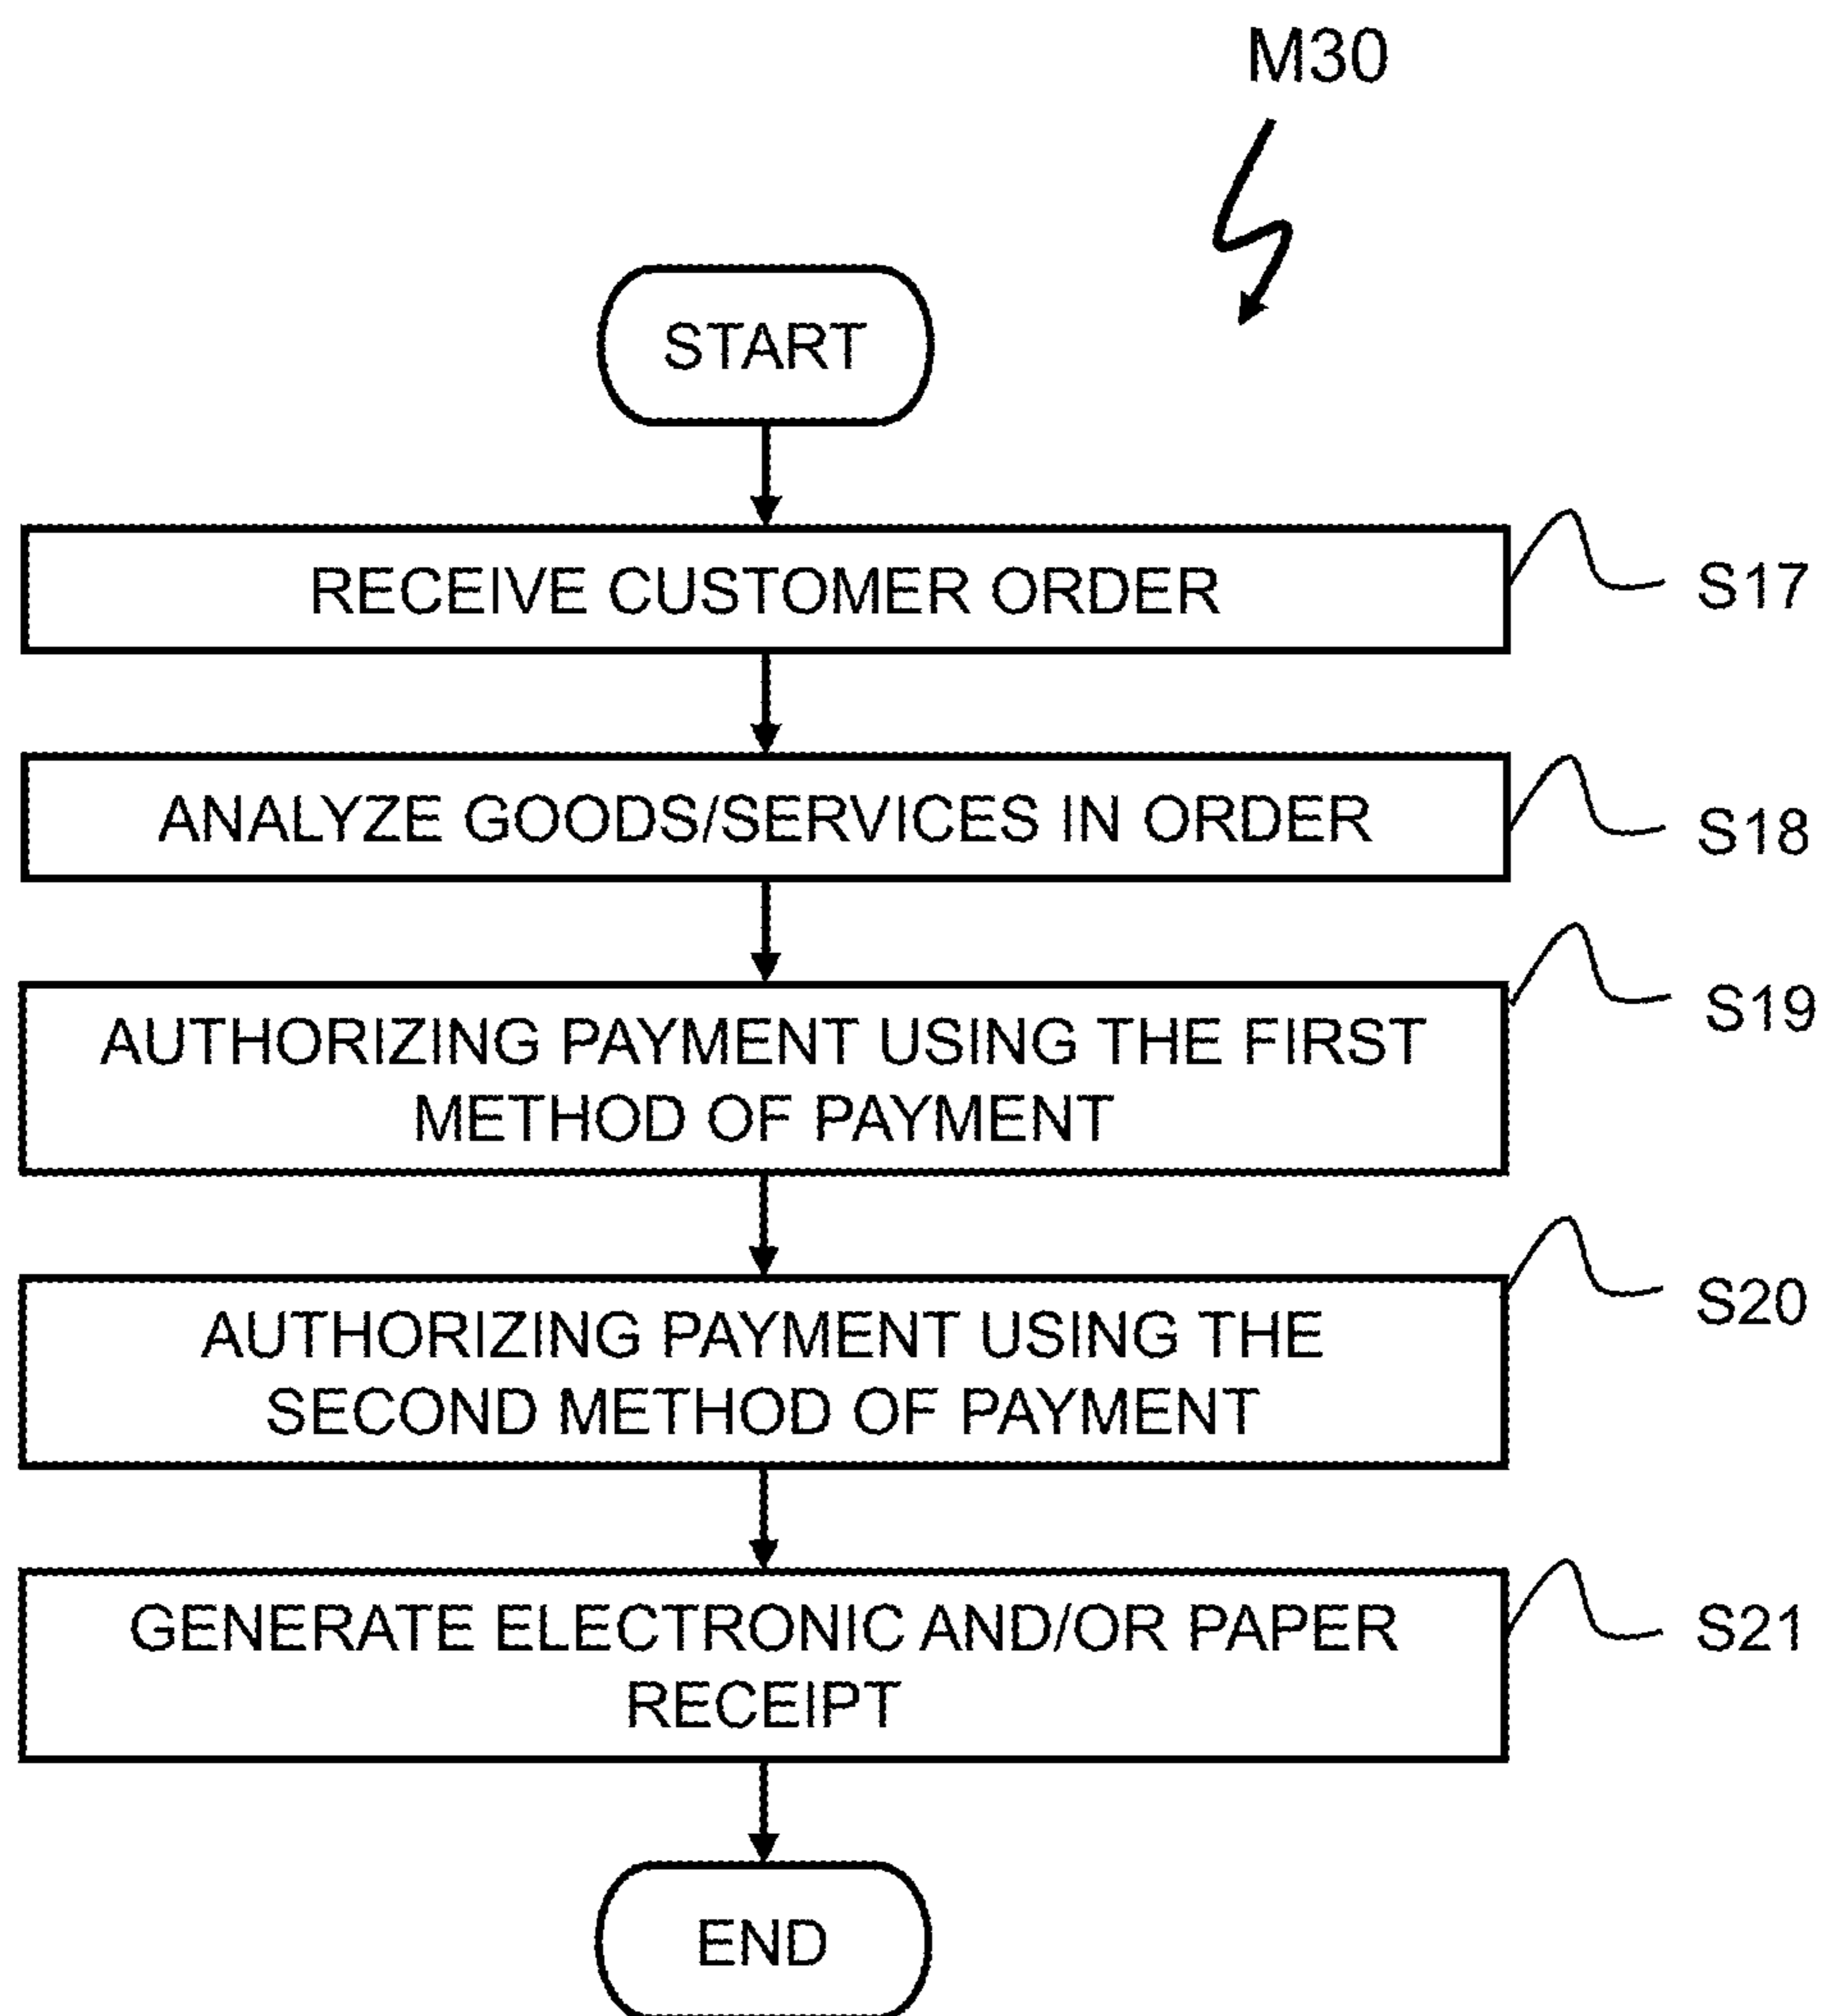 M30
START
RECEIVE CUSTOMER ORDER
S17
ANALYZE GOODS/SERVICES IN ORDER
S18
AUTHORIZING PAYMENT USING THE FIRST
METHOD OF PAYMENT
S19
AUTHORIZING PAYMENT USING THE
SECOND METHOD OF PAYMENT
S20
GENERATE ELECTRONIC AND/OR PAPER
RECEIPT
S21
END